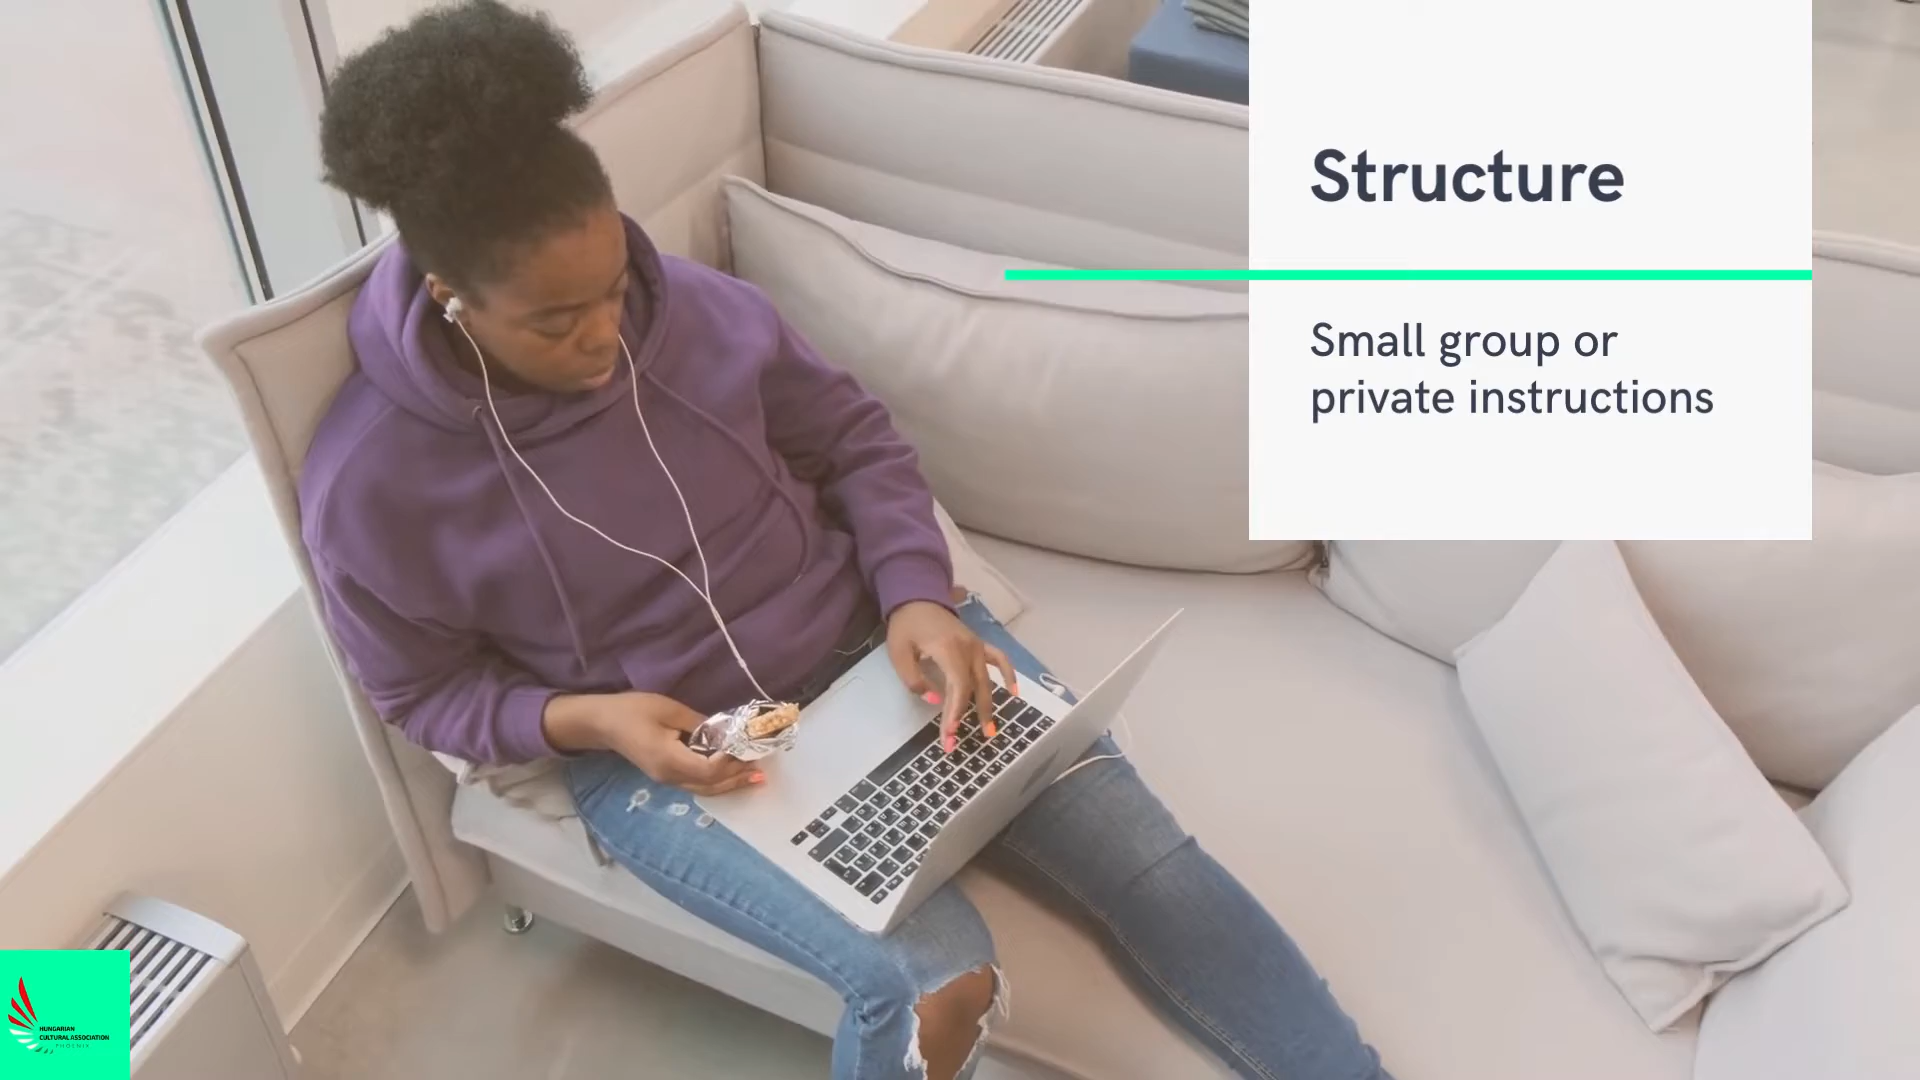 Structure
Small group or
private instructions
HUNGARIAN
CULTURAL ASSOCIATION
PHOENIX